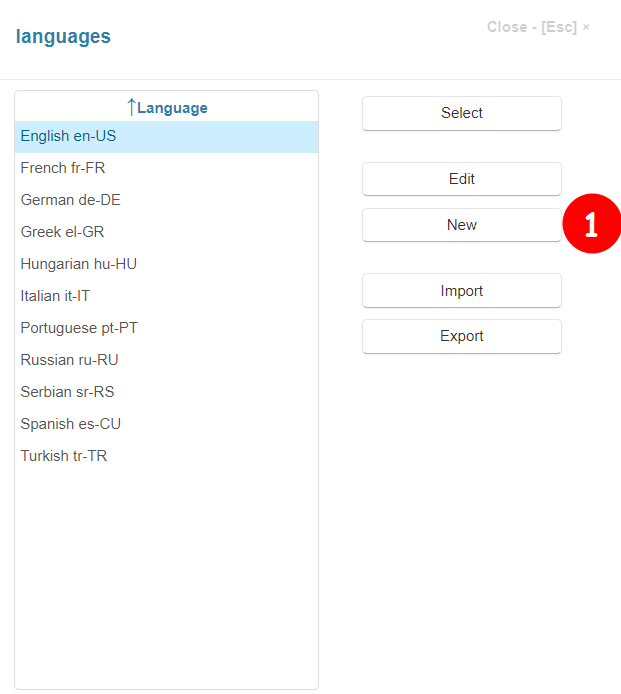 languages
Close - [Esc] ×
↑Language
English en-US
French fr-FR
German de-DE
Greek el-GR
Hungarian hu-HU
Italian it-IT
Portuguese pt-PT
Russian ru-RU
Serbian sr-RS
Spanish es-CU
Turkish tr-TR
Select
Edit
New
1
Import
Export